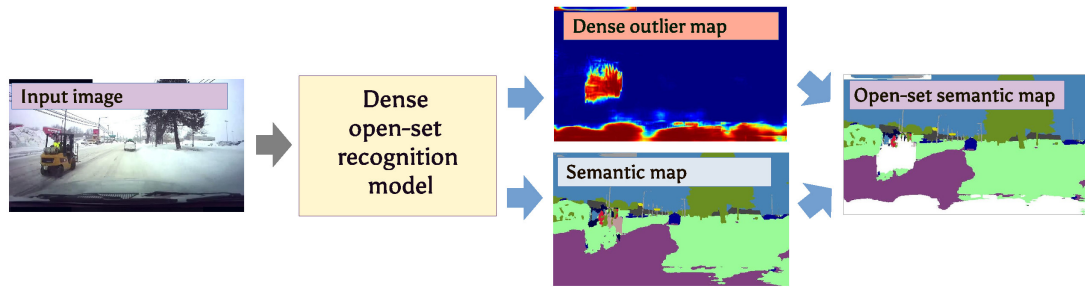 Input image
Dense
open-set
recognition
model
Dense outlier map
Semantic map
Open-set semantic map